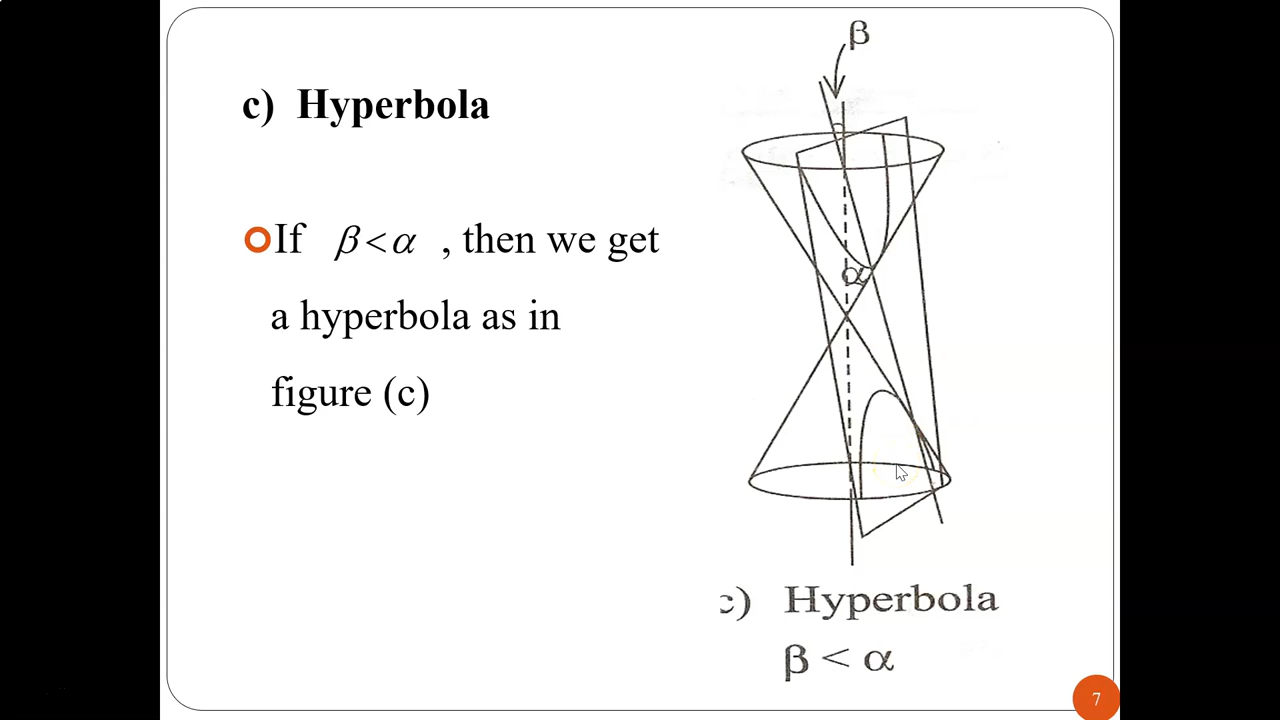 c) Hyperbola
If β < α , then we get
a hyperbola as in
figure (c)
β
α
c) Hyperbola
β < α
7